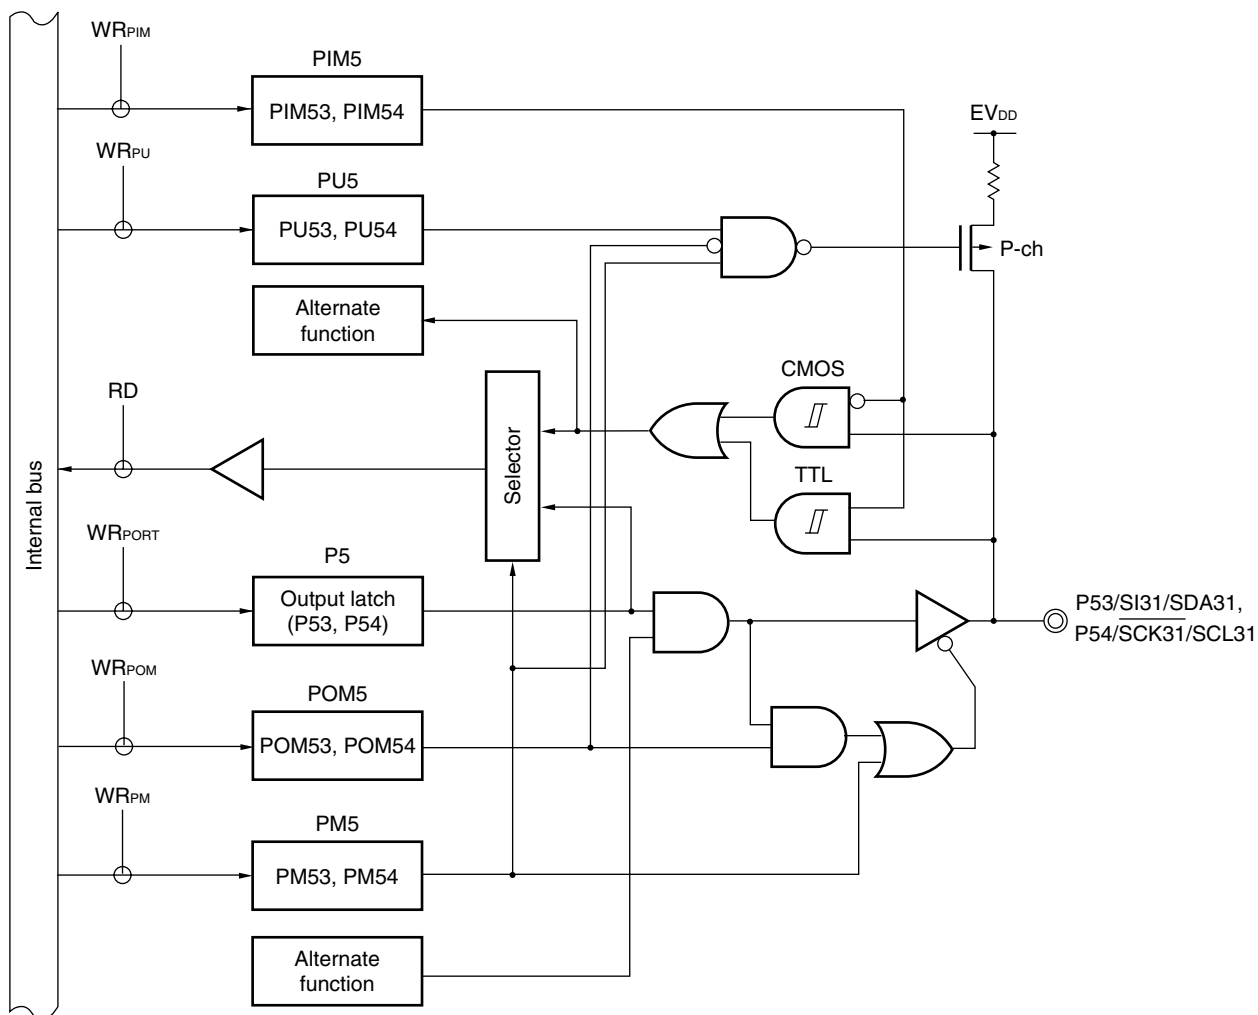 WRPIM
PIM5
PIM53, PIM54
EVDD
WRPU
PU5
PU53, PU54
P-ch
Alternate
function
CMOS
RD
Selector
TTL
Internal bus
WRPORT
P5
Output latch
(P53, P54)
P53/SI31/SDA31,
P54/SCK31/SCL31
WRPOM
POM5
POM53, POM54
WRPM
PM5
PM53, PM54
Alternate
function